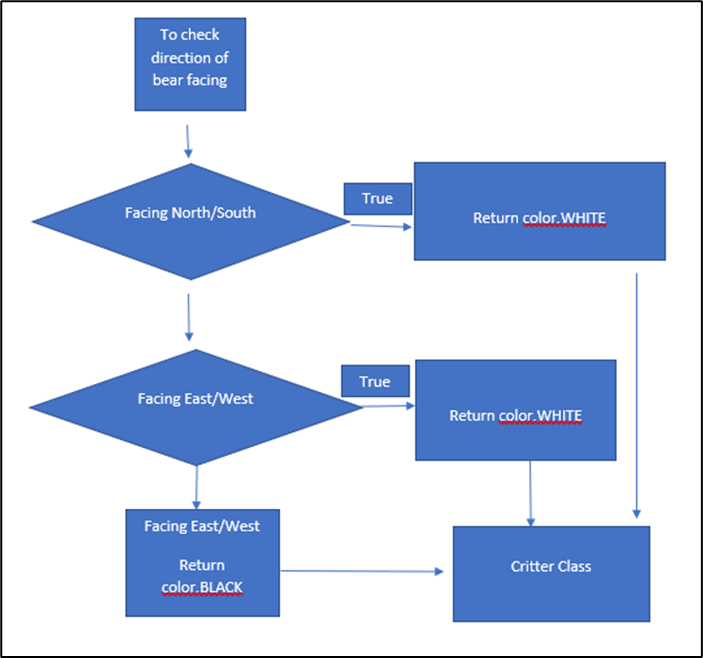 To check
direction of
bear facing
Facing North/South
True
Return color.WHITE
Facing East/West
True
Return color.WHITE
Facing East/West
Return
color.BLACK
Critter Class